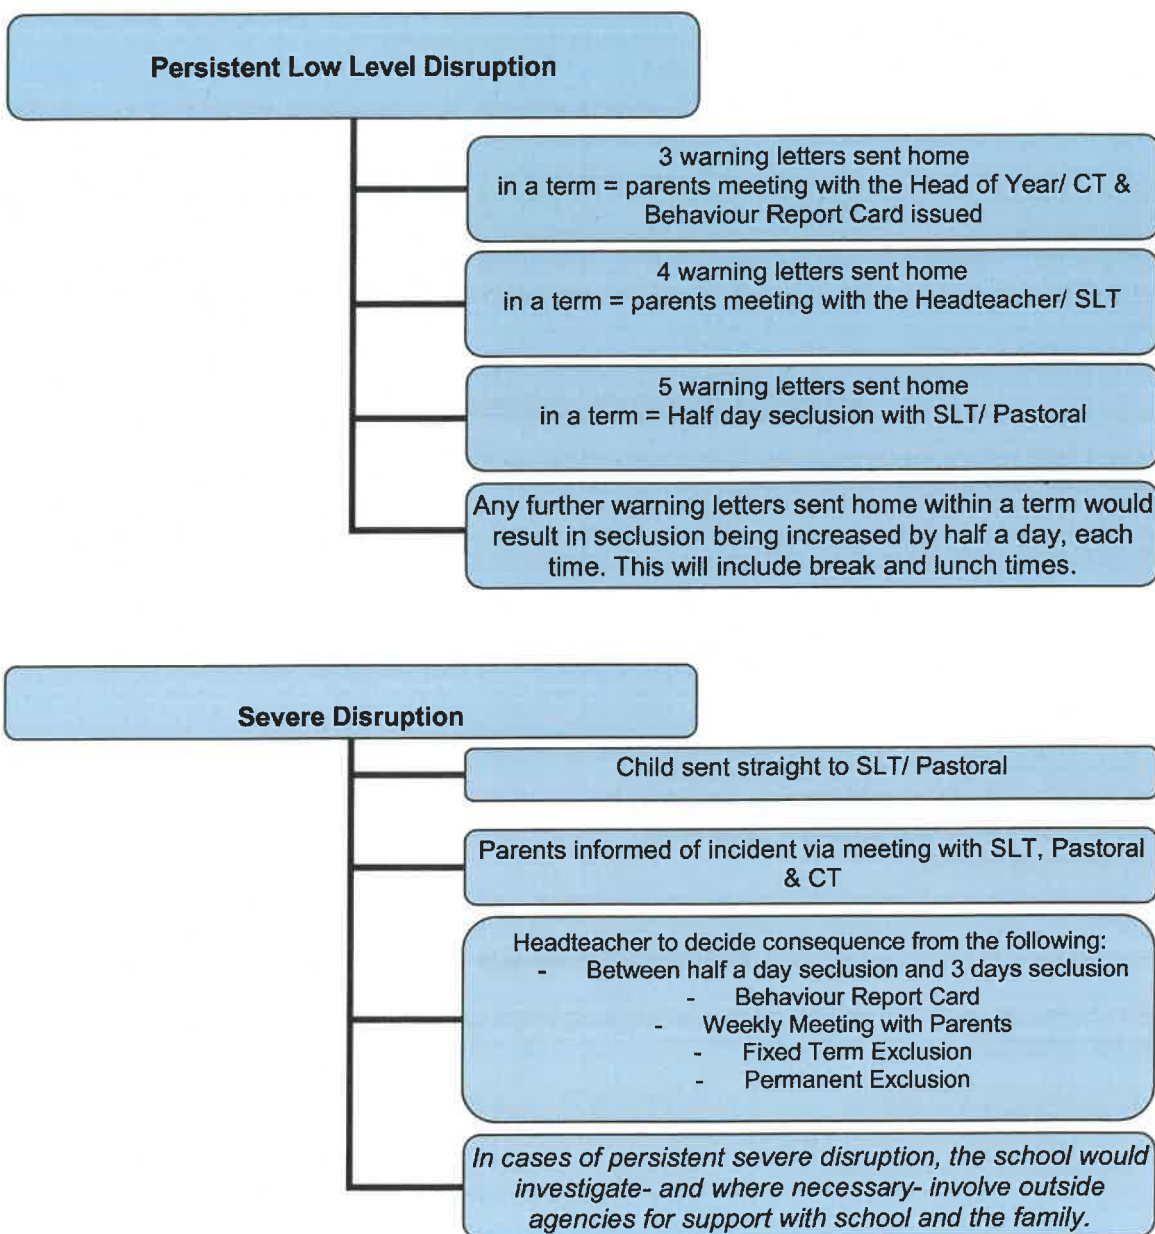 Persistent Low Level Disruption
3 warning letters sent home
in a term = parents meeting with the Head of Year/ CT &
Behaviour Report Card issued
4 warning letters sent home
in a term = parents meeting with the Headteacher/ SLT
5 warning letters sent home
in a term = Half day seclusion with SLT/ Pastoral
Any further warning letters sent home within a term would
result in seclusion being increased by half a day, each
time. This will include break and lunch times.
Severe Disruption
Child sent straight to SLT/ Pastoral
Parents informed of incident via meeting with SLT, Pastoral
& CT
Headteacher to decide consequence from the following:
- Between half a day seclusion and 3 days seclusion
- Behaviour Report Card
- Weekly Meeting with Parents
- Fixed Term Exclusion
- Permanent Exclusion
In cases of persistent severe disruption, the school would
investigate- and where necessary- involve outside
agencies for support with school and the family.